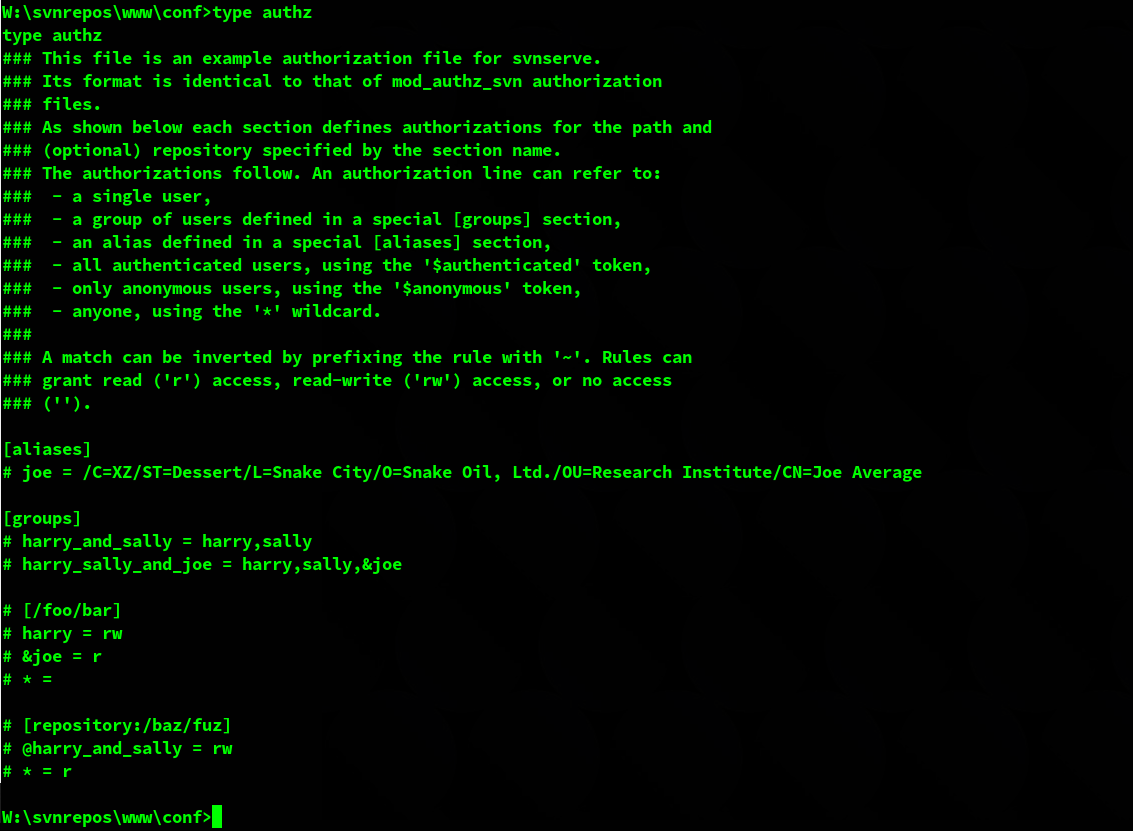 W:\svnrepos\www\conf>type authz
type authz
### This file is an example authorization file for svnserve.
### Its format is identical to that of mod_authz_svn authorization
### files.
### As shown below each section defines authorizations for the path and
### (optional) repository specified by the section name.
### The authorizations follow. An authorization line can refer to:
###  - a single user,
###  - a group of users defined in a special [groups] section,
###  - an alias defined in a special [aliases] section,
###  - all authenticated users, using the '$authenticated' token,
###  - only anonymous users, using the '$anonymous' token,
###  - anyone, using the '*' wildcard.
###
### A match can be inverted by prefixing the rule with '~'. Rules can
### grant read ('r') access, read-write ('rw') access, or no access
### ('').

[aliases]
# joe = /C=XZ/ST=Dessert/L=Snake City/O=Snake Oil, Ltd./OU=Research Institute/CN=Joe Average

[groups]
# harry_and_sally = harry,sally
# harry_sally_and_joe = harry,sally,&joe

# [/foo/bar]
# harry = rw
# &joe = r
# * =

# [repository:/baz/fuz]
# @harry_and_sally = rw
# * = r

W:\svnrepos\www\conf>